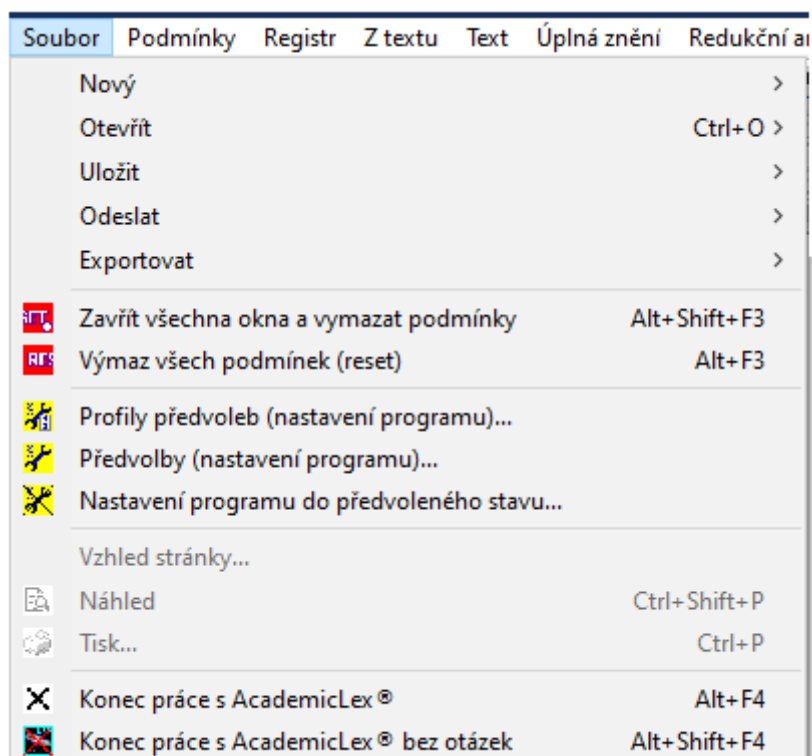 Soubor Podmínky Registr Z textu Text Úplná znění Redukční
Nový
Otevřít Ctrl+O
Uložit
Odeslat
Exportovat
Zavřít všechna okna a vymazat podmínky Alt+Shift+F3
Výmaz všech podmínek (reset) Alt+F3
Profily předvoleb (nastavení programu)...
Předvolby (nastavení programu)...
Nastavení programu do předvoleného stavu...
Vzhled stránky...
Náhled Ctrl+Shift+P
Tisk... Ctrl+P
Konec práce s AcademicLex® Alt+F4
Konec práce s AcademicLex® bez otázek Alt+Shift+F4